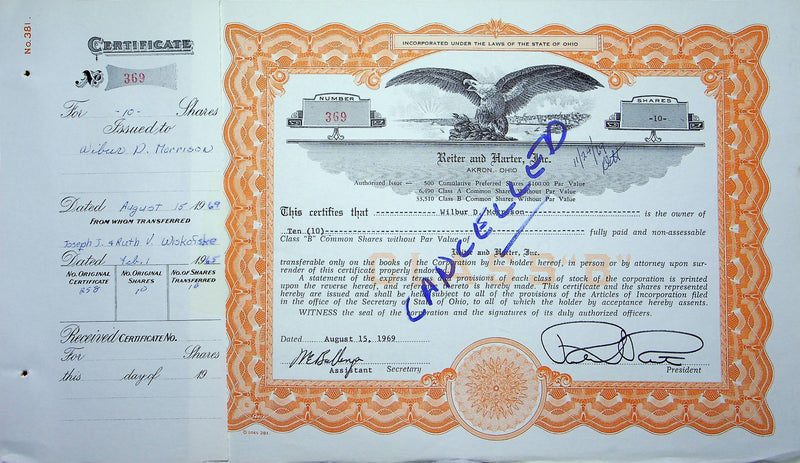 No. 381.
CERTIFICATE
No 369
For -10- Shares
Issued to
Wilbur D. Morrison
Dated August 15 1969
FROM WHOM TRANSFERRED
Joseph J. & Ruth V.
Dated Feb. 1 1968
NO. ORIGINAL CERTIFICATE
NO. ORIGINAL SHARES
NO. OF SHARES TRANSFERRED
258 10 10
Received CERTIFICATE NO.
For Shares
this day of 19
INCORPORATED UNDER THE LAWS OF THE STATE OF OHIO
NUMBER
369
SHARES
-10-
Reiter and Harter, Inc.
AKRON, OHIO
Authorized Issue — 500 Cumulative Preferred Shares $100.00 Par Value
6,490 Class A Common Shares Without Par Value
33,510 Class B Common Shares Without Par Value
CANCELLED
This certifies that Wilbur D. Morrison is the owner of
Ten (10) fully paid and non-assessable
Class "B" Common Shares without Par Value of Reiter and Harter, Inc.
transferable only on the books of the Corporation by the holder hereof, in person or by attorney upon sur-
render of this certificate properly endorsed.
A statement of the express terms and provisions of each class of stock of the corporation is printed
upon the reverse hereof, and reference thereto is hereby made. This certificate and the shares represented
hereby are issued and shall be held subject to all of the provisions of the Articles of Incorporation filed
in the office of the Secretary of State of Ohio, to all of which the holder by acceptance hereby assents.
WITNESS the seal of the Corporation and the signatures of its duly authorized officers.
Dated August 15, 1969
Assistant Secretary
President